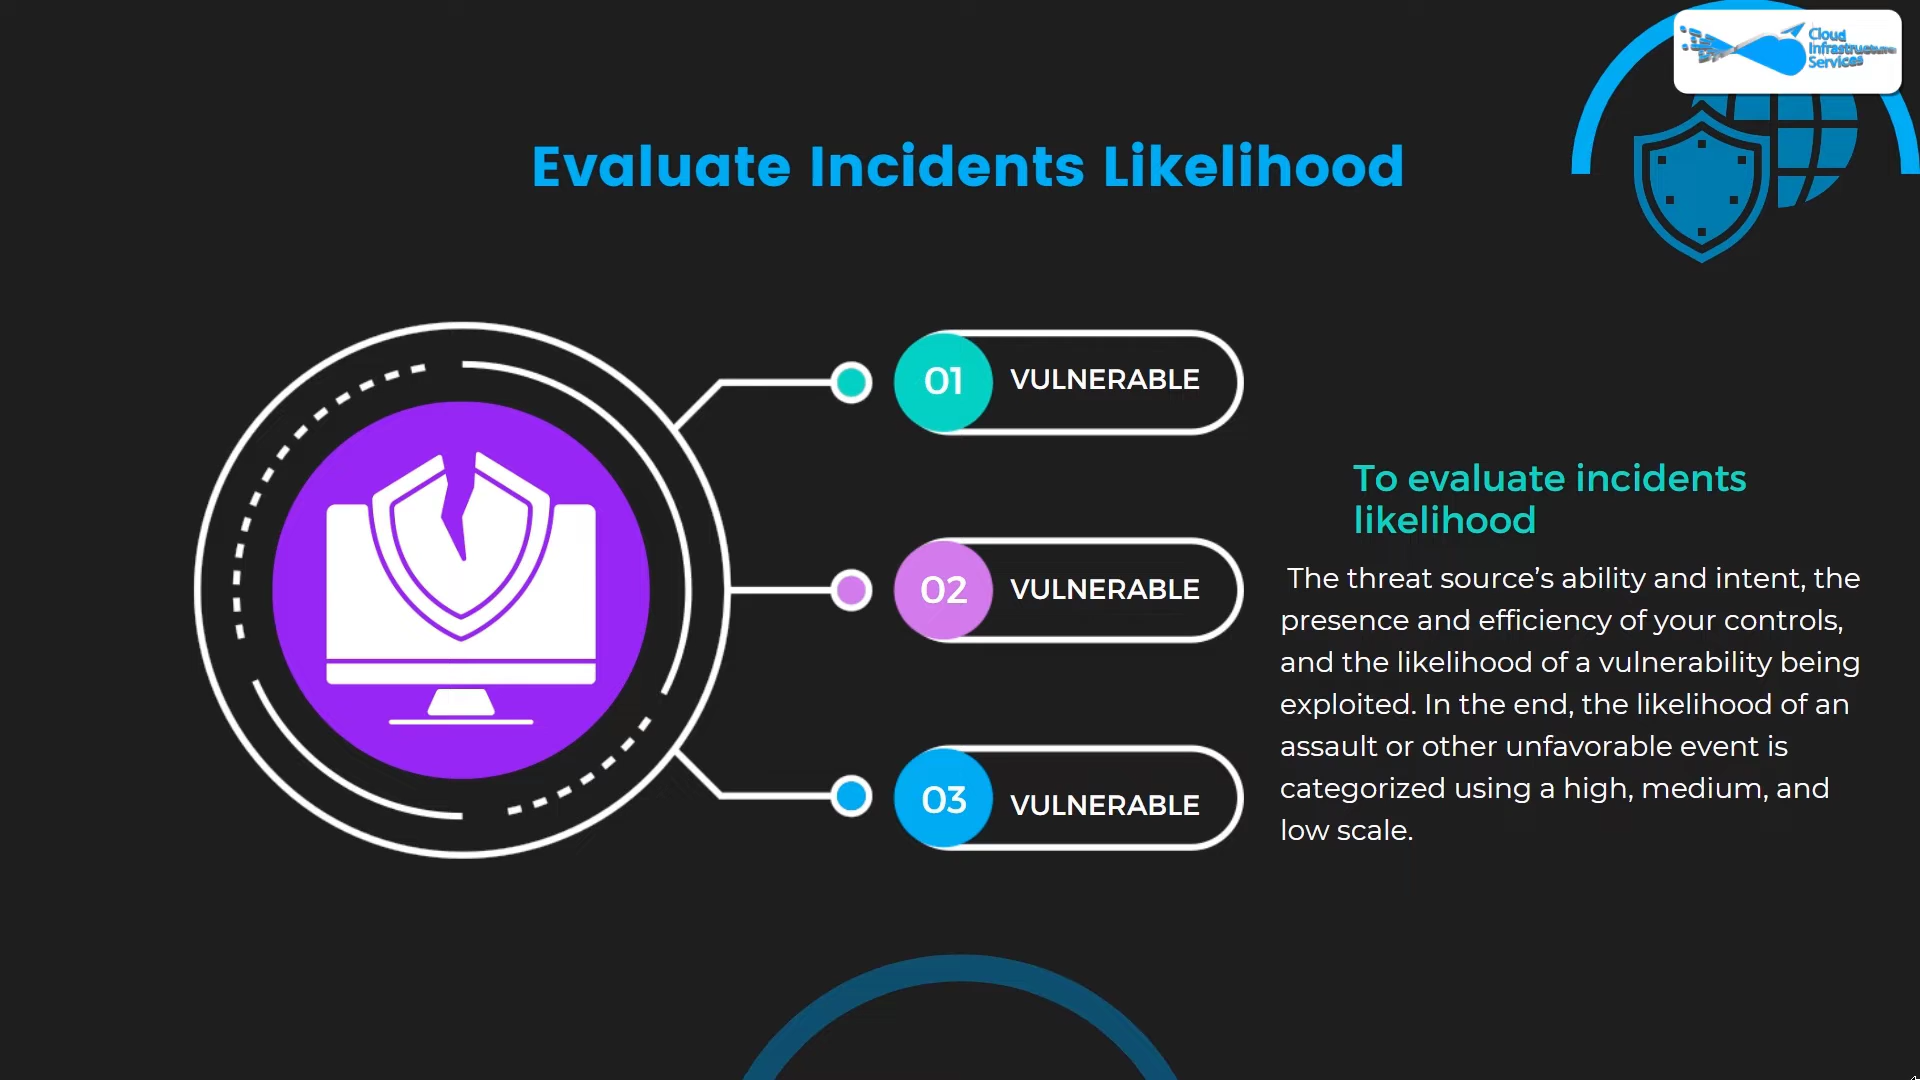 Cloud
Infrastructure
Services
Evaluate Incidents Likelihood
01 VULNERABLE
02 VULNERABLE
03 VULNERABLE
To evaluate incidents
likelihood
The threat source’s ability and intent, the
presence and efficiency of your controls,
and the likelihood of a vulnerability being
exploited. In the end, the likelihood of an
assault or other unfavorable event is
categorized using a high, medium, and
low scale.